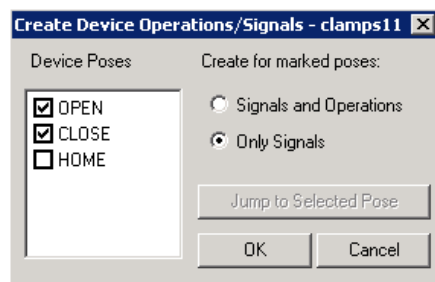 Create Device Operations/Signals - clamps11
Device Poses
Create for marked poses:
OPEN
CLOSE
HOME
Signals and Operations
Only Signals
Jump to Selected Pose
OK
Cancel